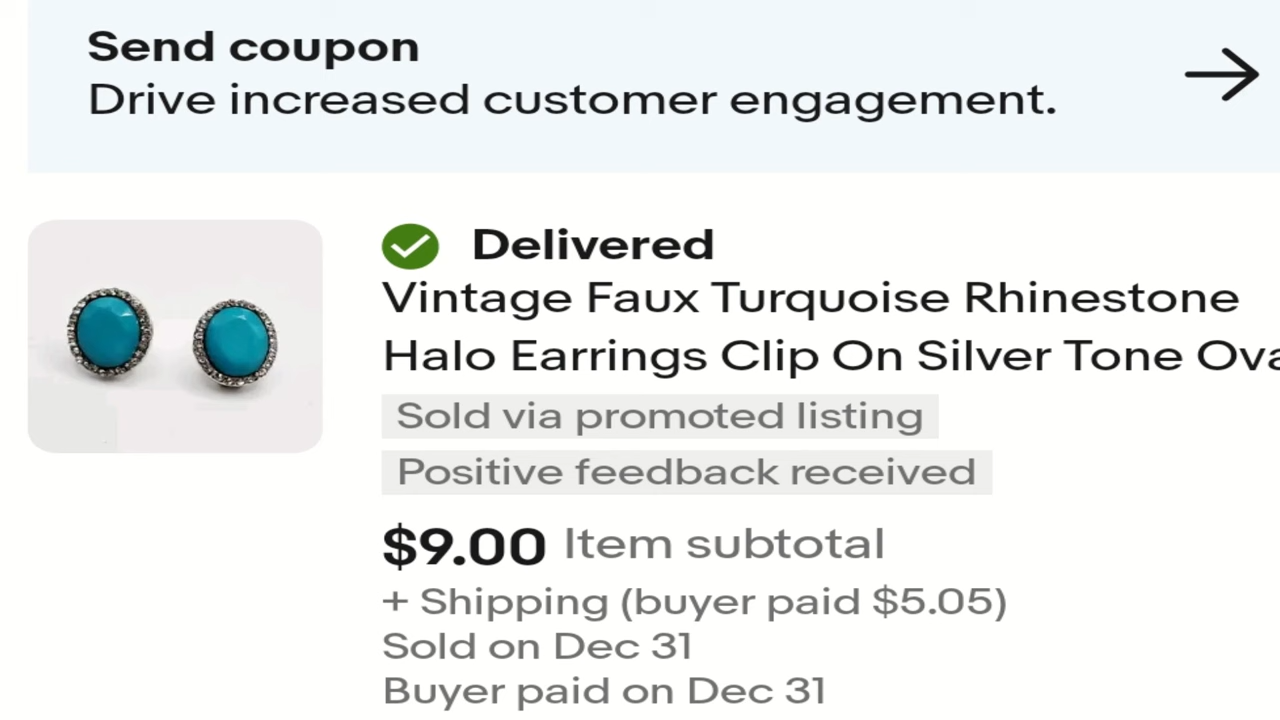 Send coupon
Drive increased customer engagement.
Delivered
Vintage Faux Turquoise Rhinestone
Halo Earrings Clip On Silver Tone Ova
Sold via promoted listing
Positive feedback received
$9.00 Item subtotal
+ Shipping (buyer paid $5.05)
Sold on Dec 31
Buyer paid on Dec 31